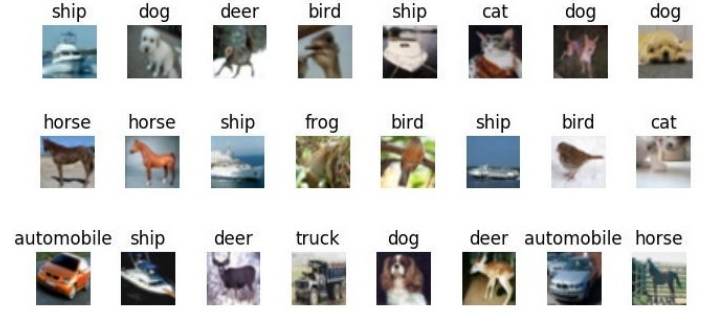 ship dog deer bird ship cat dog dog
horse horse ship frog bird ship bird cat
automobile ship deer truck dog deer automobile horse